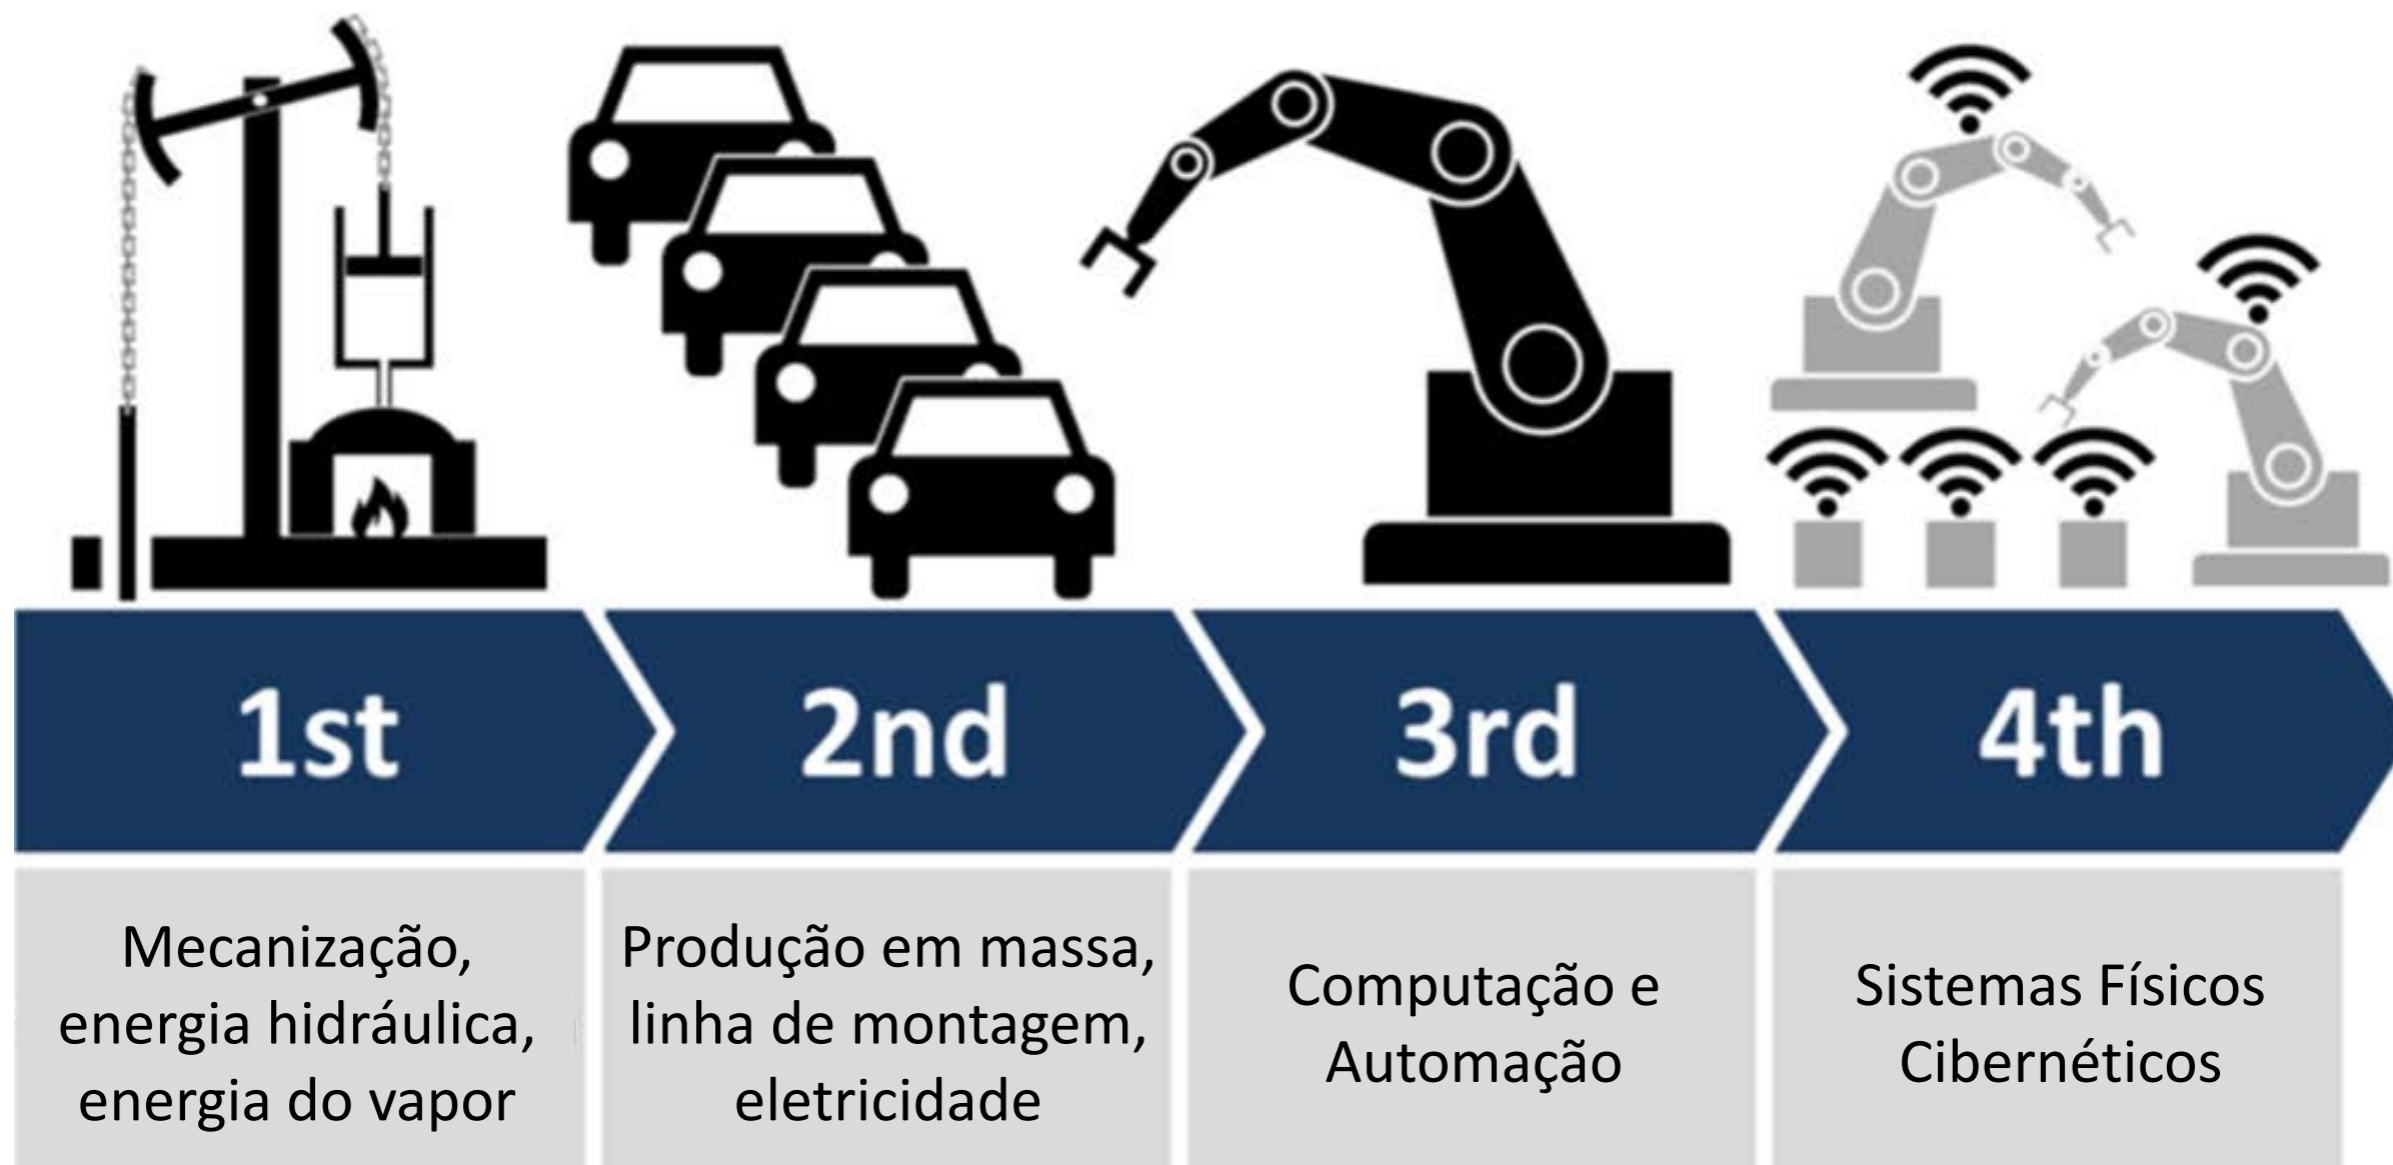 1st
2nd
3rd
4th
Mecanização,
energia hidráulica,
energia do vapor
Produção em massa,
linha de montagem,
eletricidade
Computação e
Automação
Sistemas Físicos
Cibernéticos